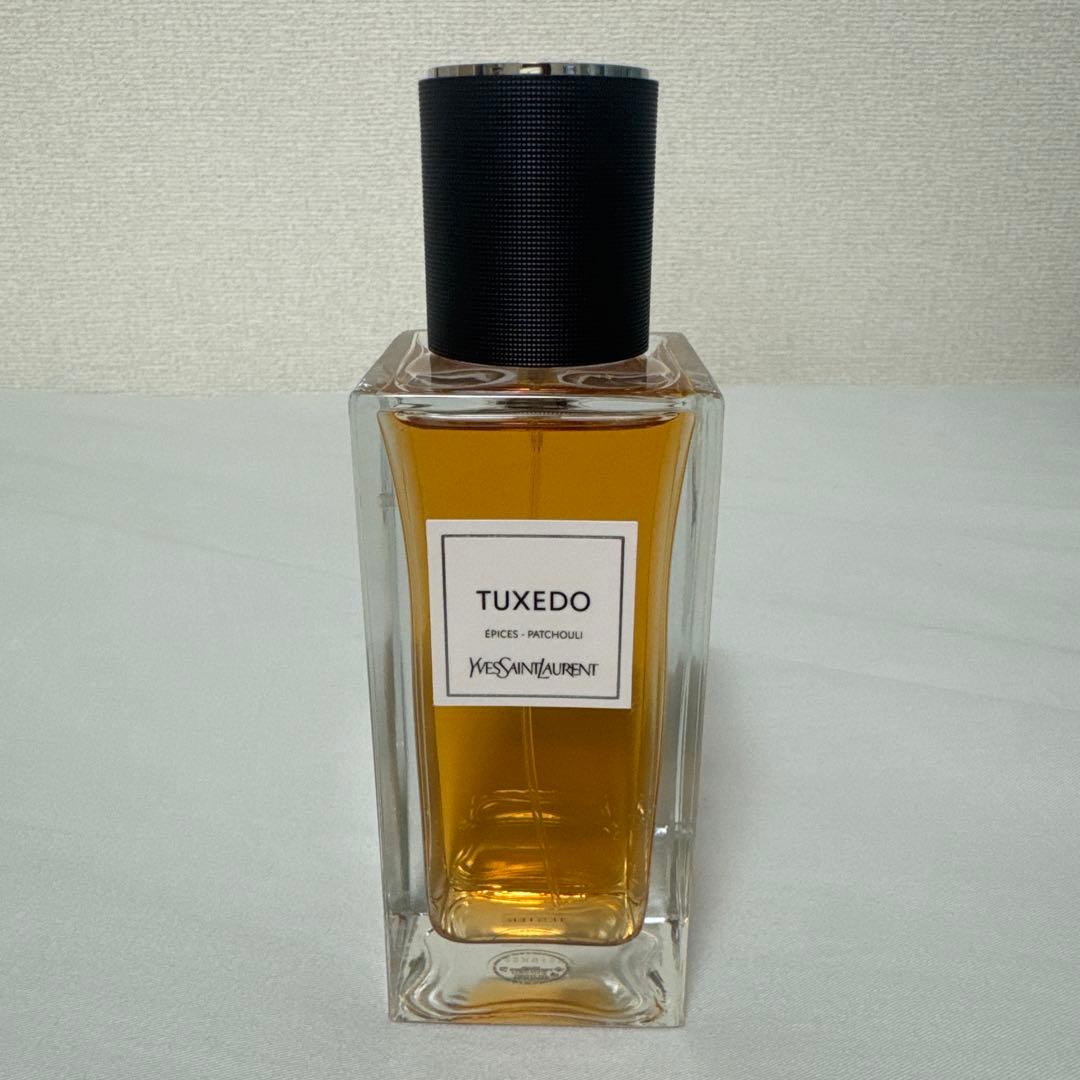 TUXEDO
ÉPICES - PATCHOULI
YVESSAINTLAURENT